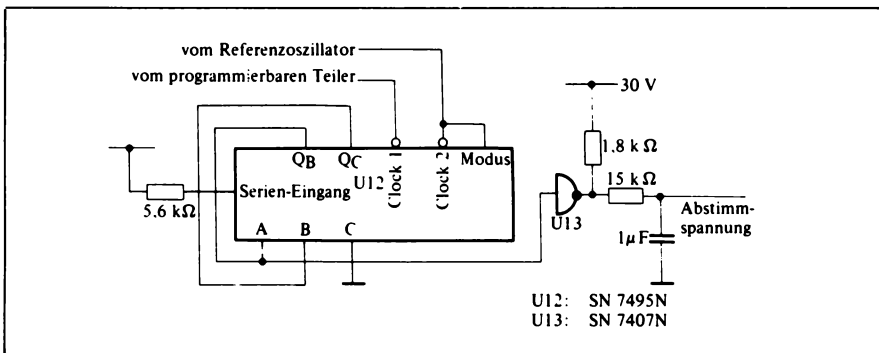 vom Referenzoszillator
vom programmierbaren Teiler
30 V
1,8 kΩ
QB QC Clock 1 Clock 2 Modus
U12
Serien-Eingang
15 kΩ
5,6 kΩ
U13
Abstimm-
spannung
A B C
1µF
U12: SN 7495N
U13: SN 7407N